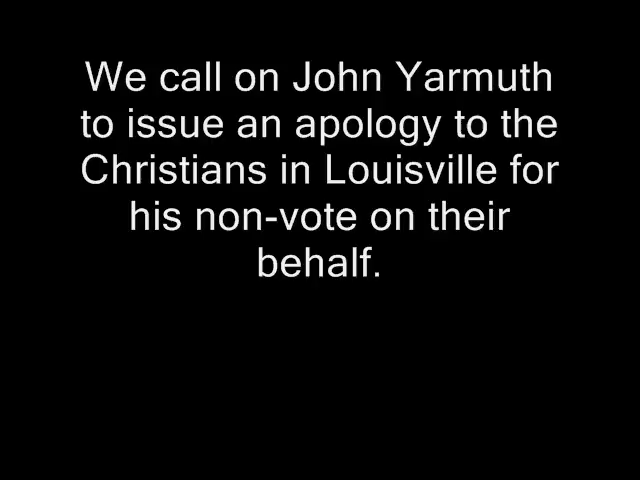 We call on John Yarmuth
to issue an apology to the
Christians in Louisville for
his non-vote on their
behalf.